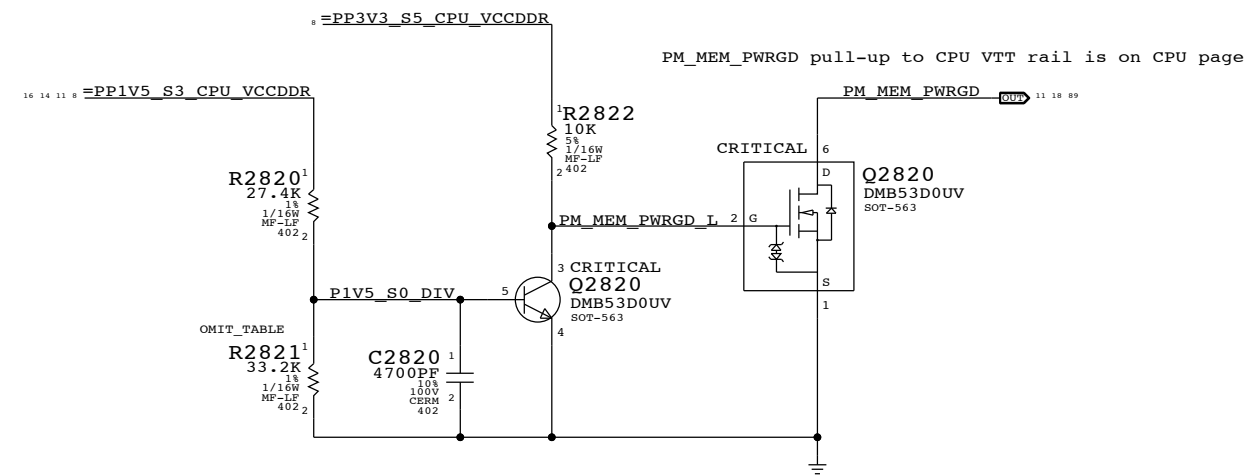 8 =PP3V3_S5_CPU_VCCDDR
PM_MEM_PWRGD pull-up to CPU VTT rail is on CPU page
16 14 11 8 =PP1V5_S3_CPU_VCCDDR
PM_MEM_PWRGD OUT 11 18 89
1 R2822
10K
5%
1/16W
MF-LF
2 402
CRITICAL 6
D
Q2820
DMB53D0UV
SOT-563
R2820 1
27.4K
1%
1/16W
MF-LF
402 2
PM_MEM_PWRGD_L 2 G
S
1
3 CRITICAL
Q2820
DMB53D0UV
SOT-563
4
P1V5_S0_DIV 5
OMIT_TABLE
R2821 1
33.2K
1%
1/16W
MF-LF
402 2
C2820 1
4700PF
10%
100V
CERM
402
2